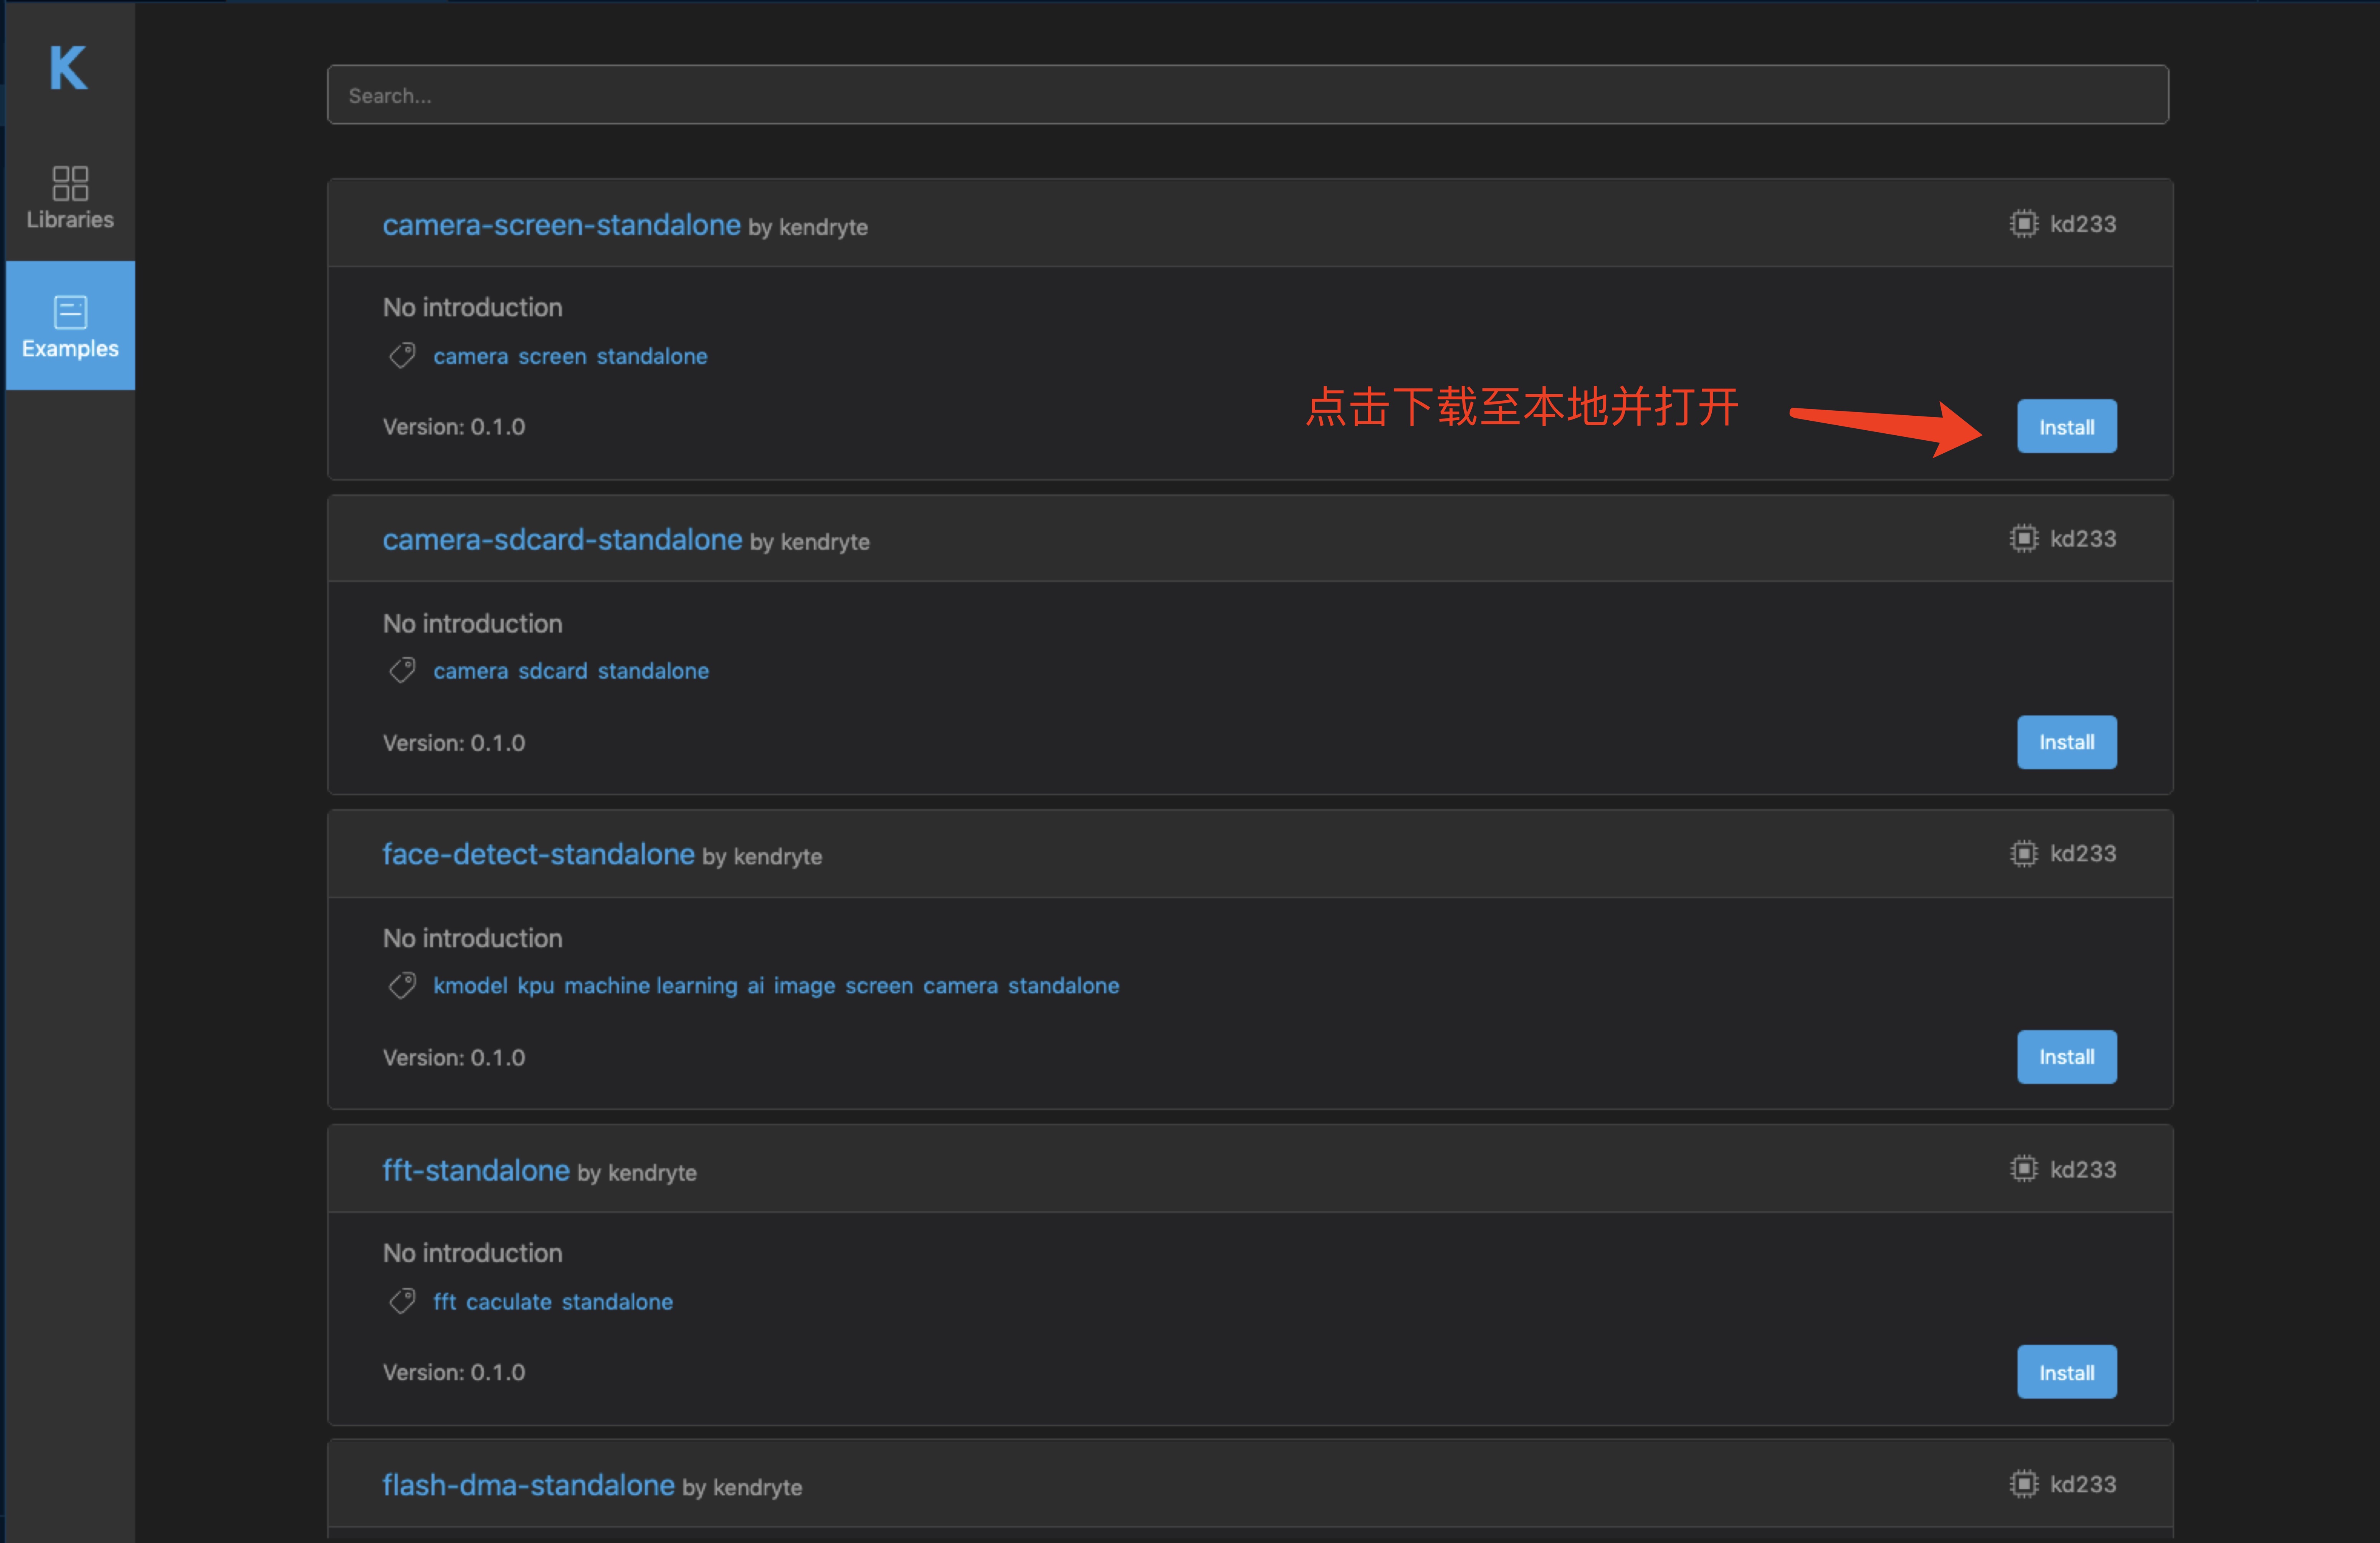 K
Search...
Libraries
Examples
camera-screen-standalone by kendryte
kd233
No introduction
camera screen standalone
点击下载至本地并打开
Version: 0.1.0
Install
camera-sdcard-standalone by kendryte
kd233
No introduction
camera sdcard standalone
Version: 0.1.0
Install
face-detect-standalone by kendryte
kd233
No introduction
kmodel kpu machine learning ai image screen camera standalone
Version: 0.1.0
Install
fft-standalone by kendryte
kd233
No introduction
fft caculate standalone
Version: 0.1.0
Install
flash-dma-standalone by kendryte
kd233